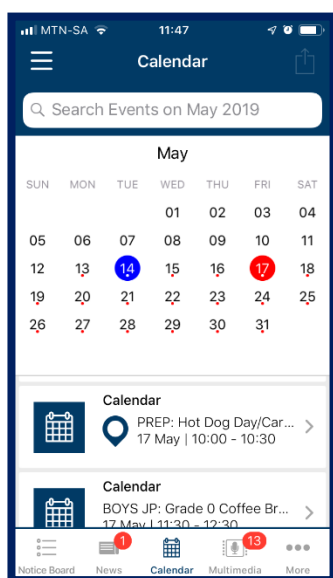 MTN-SA 11:47
Calendar
Search Events on May 2019
May
SUN MON TUE WED THU FRI SAT
01 02 03 04
05 06 07 08 09 10 11
12 13 14 15 16 17 18
19 20 21 22 23 24 25
26 27 28 29 30 31
Calendar
PREP: Hot Dog Day/Car...
17 May | 10:00 - 10:30
Calendar
BOYS JP: Grade 0 Coffee Br...
17 May | 11:30 - 12:30
1 13
Notice Board News Calendar Multimedia More